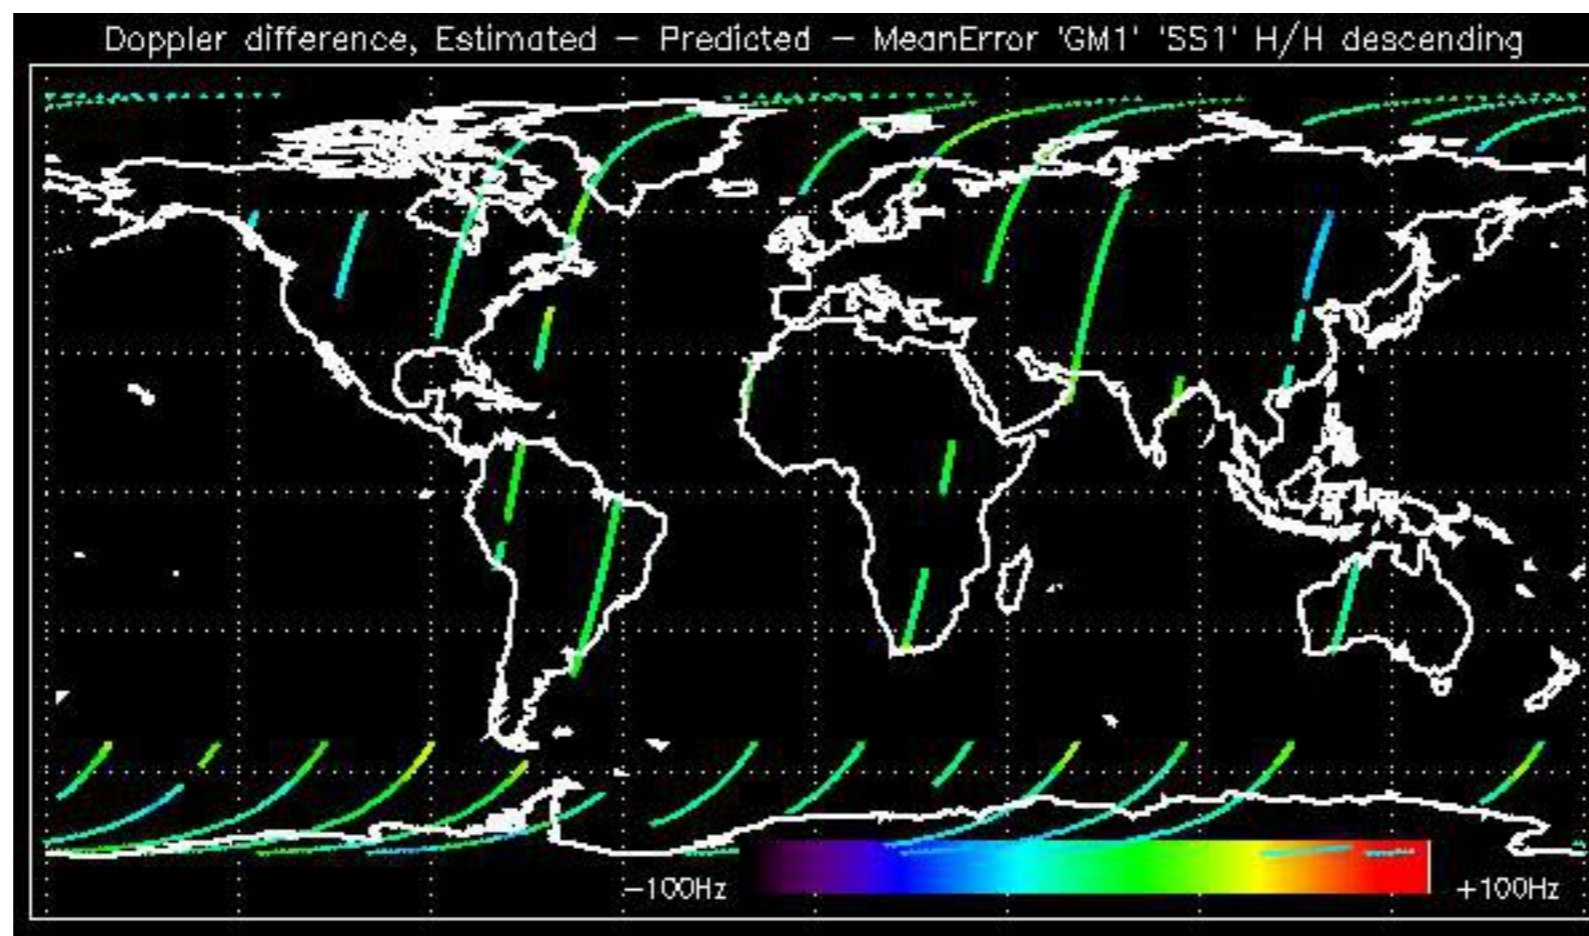 Doppler difference, Estimated – Predicted – MeanError 'GM1' 'SS1' H/H descending
–100Hz
+100Hz